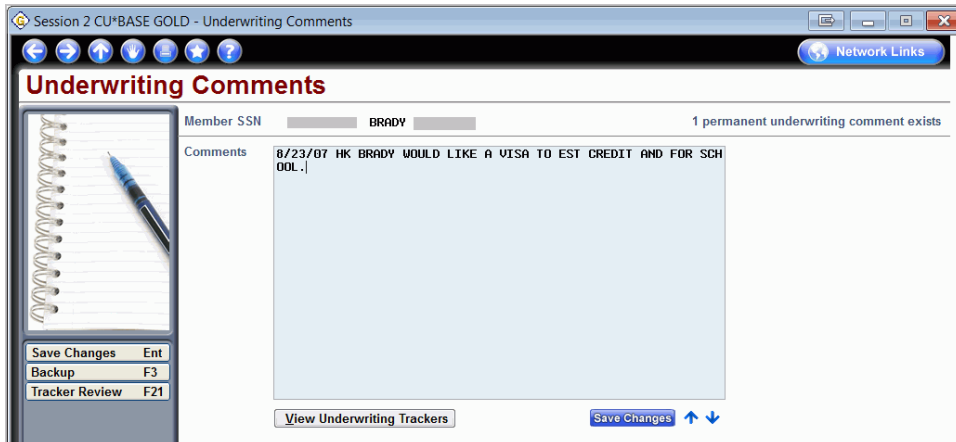 Session 2 CU*BASE GOLD - Underwriting Comments
Network Links
Underwriting Comments
Member SSN BRADY 1 permanent underwriting comment exists
Comments
8/23/07 HK BRADY WOULD LIKE A VISA TO EST CREDIT AND FOR SCH
OOL.
Save Changes Ent
Backup F3
Tracker Review F21
View Underwriting Trackers Save Changes